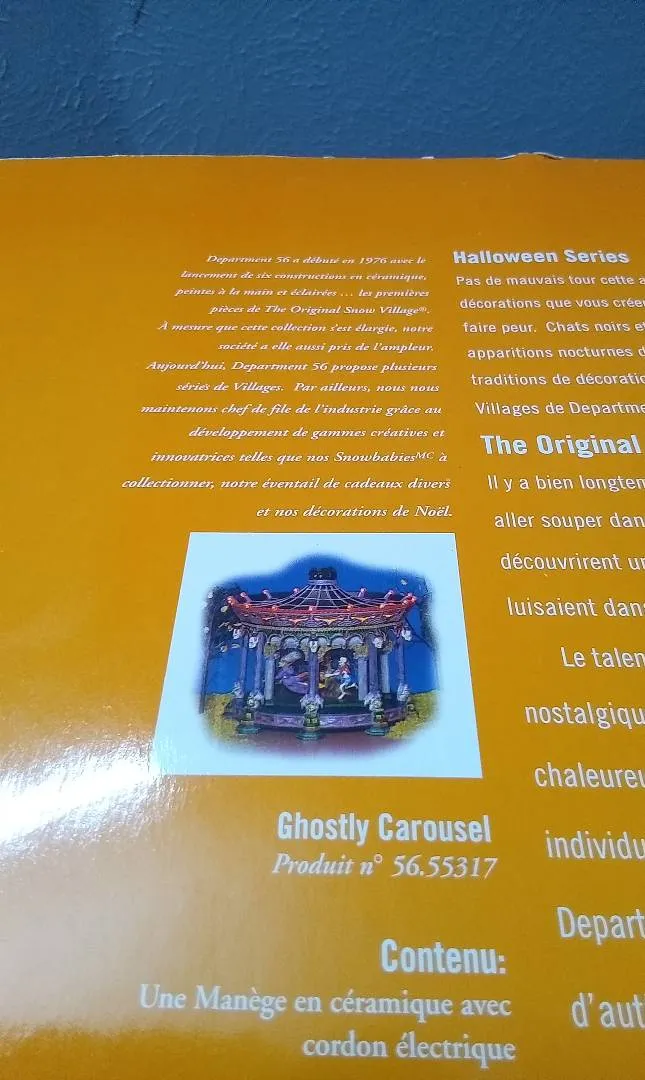 Department 56 a débuté en 1976 avec le
lancement de six constructions en céramique,
peintes à la main et éclairées ... les premières
pièces de The Original Snow Village®.
À mesure que cette collection s'est élargie, notre
société a elle aussi pris de l'ampleur.
Aujourd'hui, Department 56 propose plusieurs
séries de Villages. Par ailleurs, nous nous
maintenons chef de file de l'industrie grâce au
développement de gammes créatives et
innovatrices telles que nos Snowbabies MC à
collectionner, notre éventail de cadeaux divers
et nos décorations de Noël.
Ghostly Carousel
Produit n° 56.55317
Contenu:
Une Manège en céramique avec
cordon électrique
Halloween Series
Pas de mauvais tour cette a
décorations que vous crée
faire peur. Chats noirs e
apparitions nocturnes d
traditions de décoratio
Villages de Departme
The Original
Il y a bien longtem
aller souper dan
découvrirent u
luisaient dans
Le talen
nostalgiqu
chaleureu
individu
Depart
d'aut